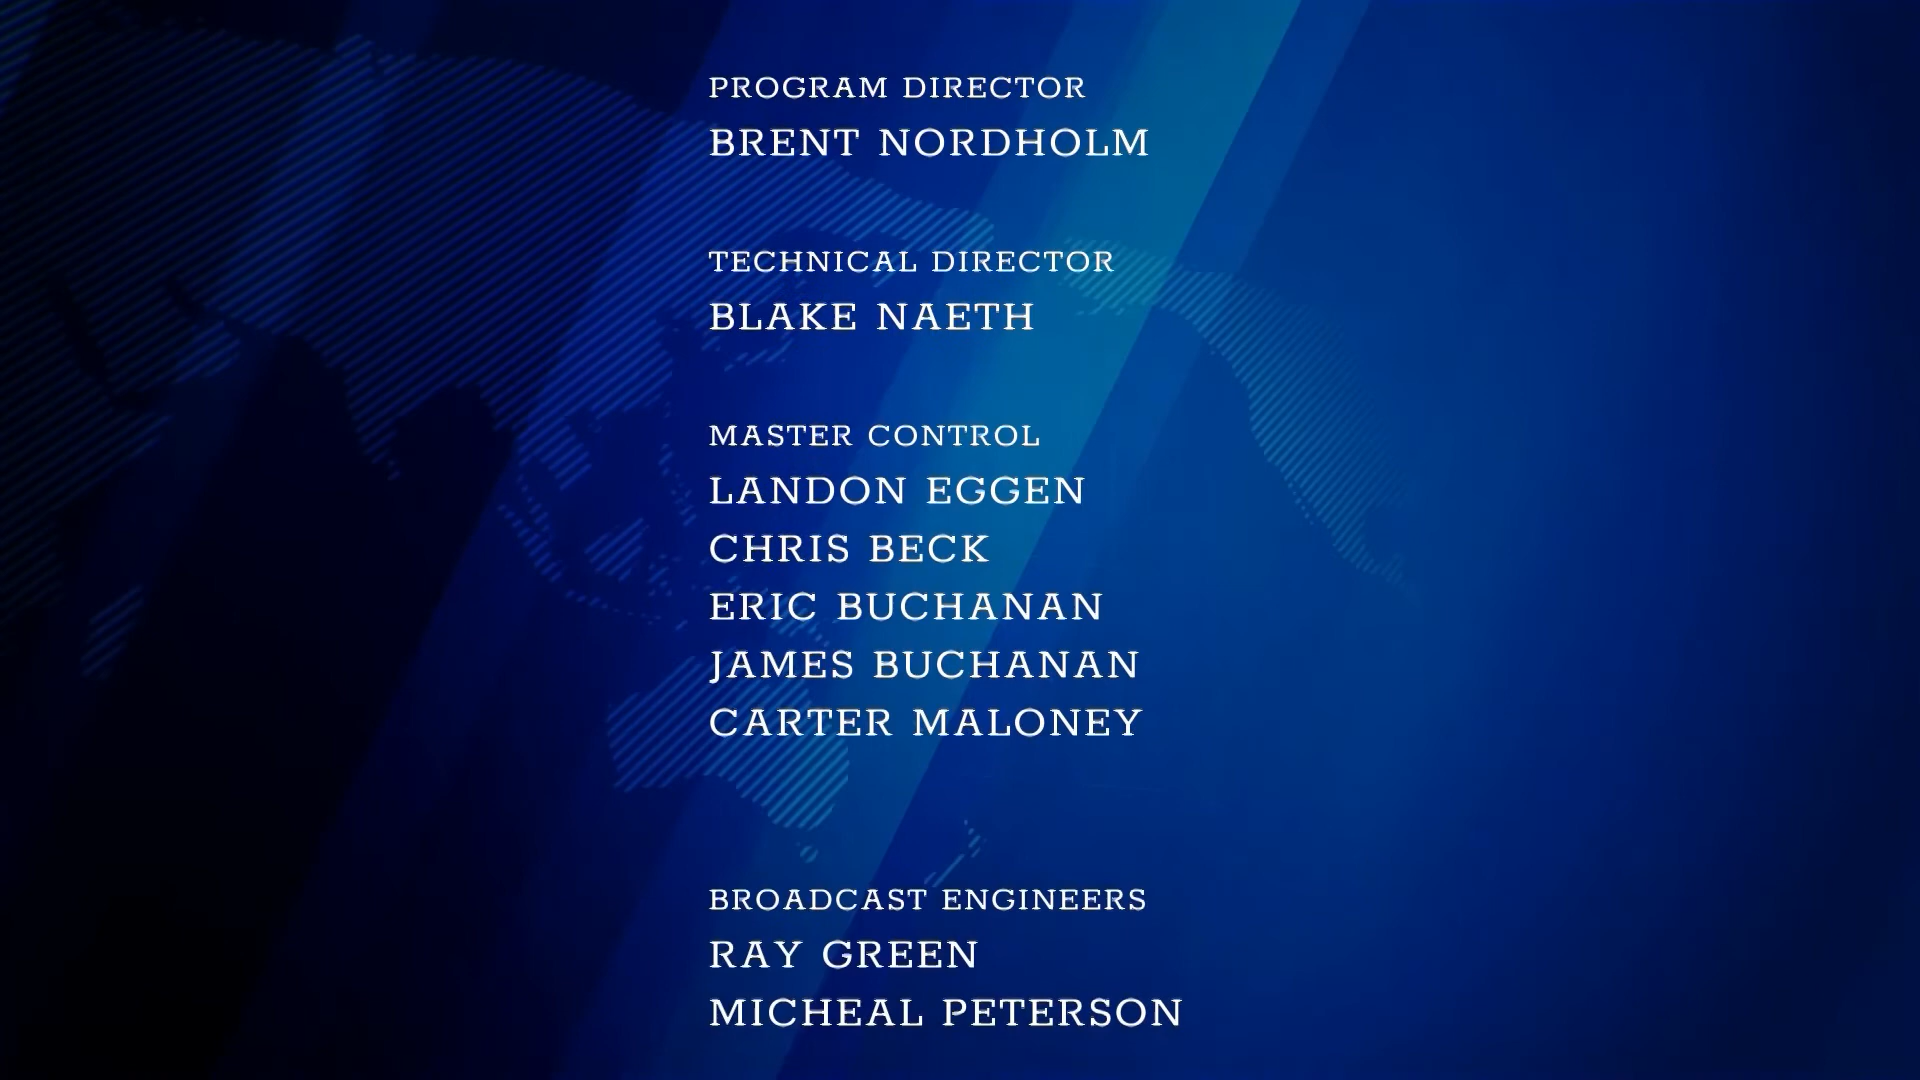 PROGRAM DIRECTOR
BRENT NORDHOLM
TECHNICAL DIRECTOR
BLAKE NAETH
MASTER CONTROL
LANDON EGGEN
CHRIS BECK
ERIC BUCHANAN
JAMES BUCHANAN
CARTER MALONEY
BROADCAST ENGINEERS
RAY GREEN
MICHEAL PETERSON